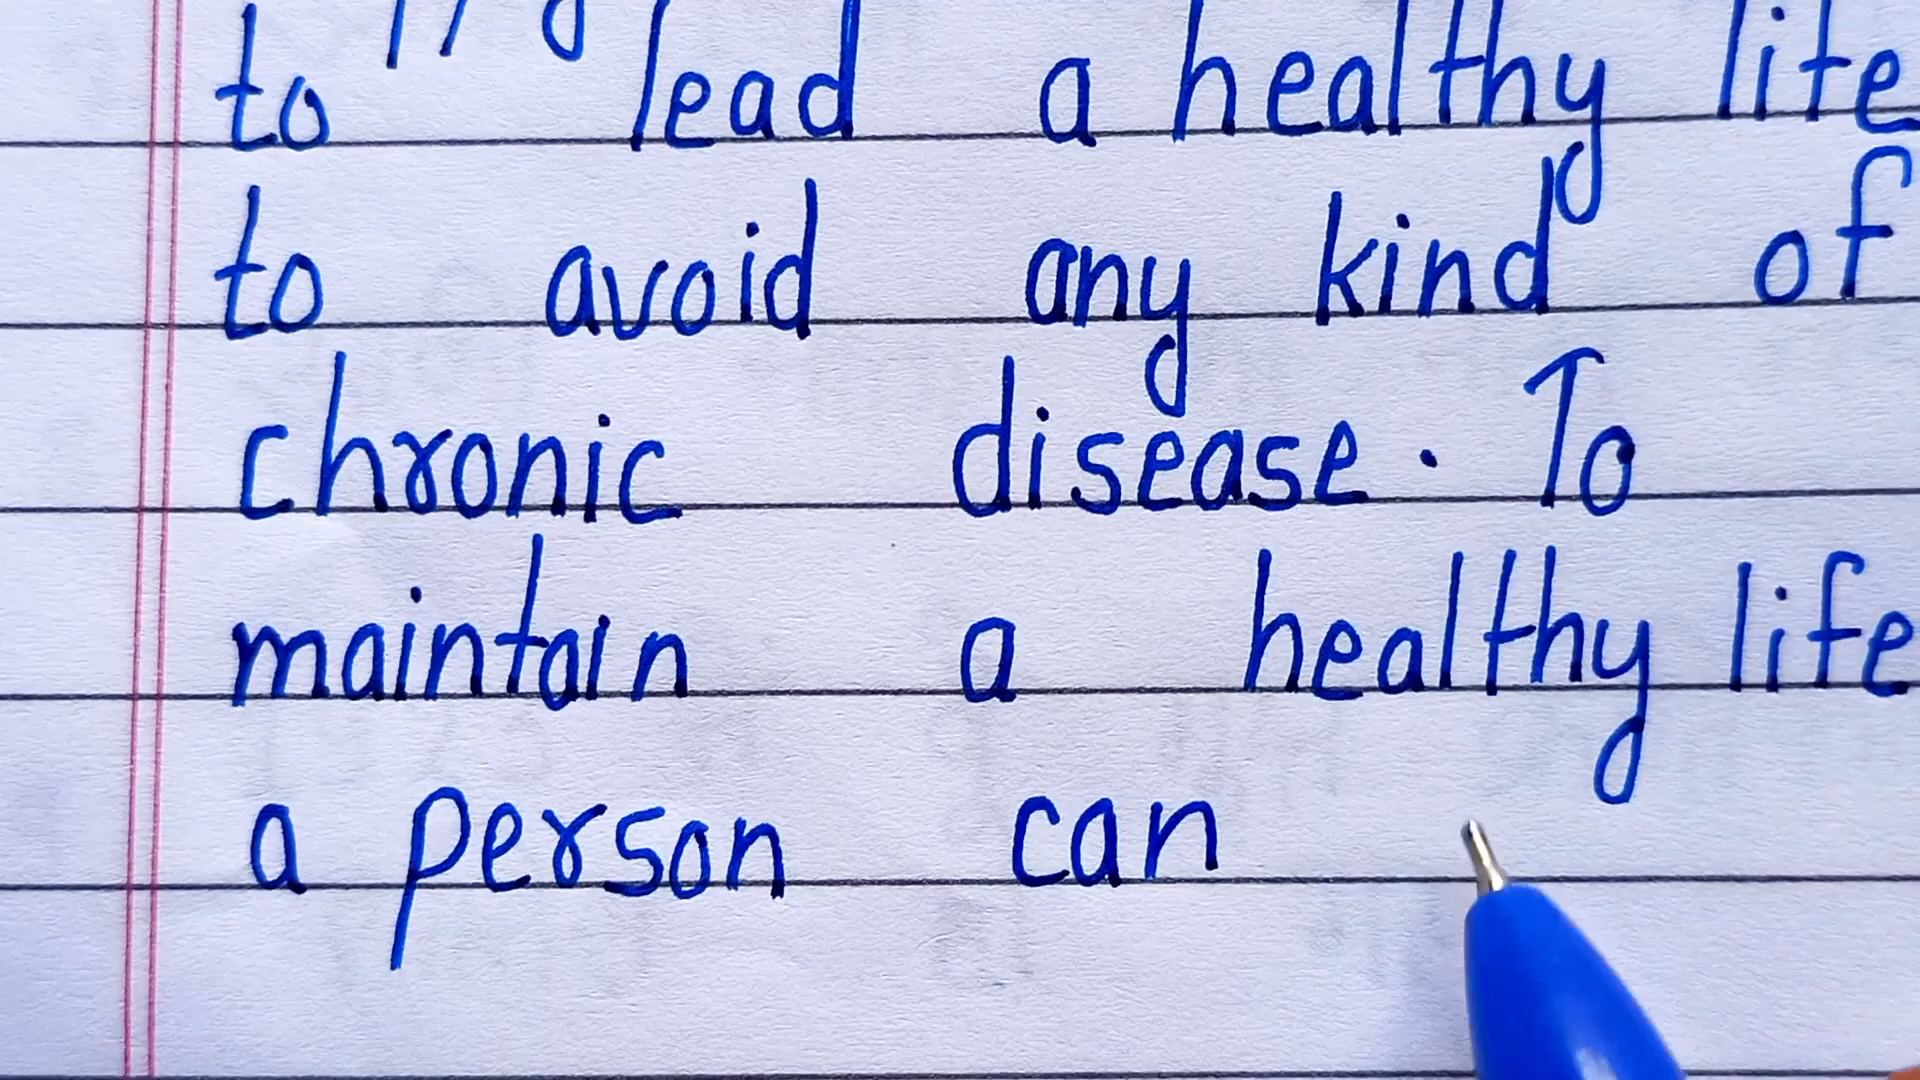 to lead a healthy life
to avoid any kind of
chronic disease. To
maintain a healthy life
a person can